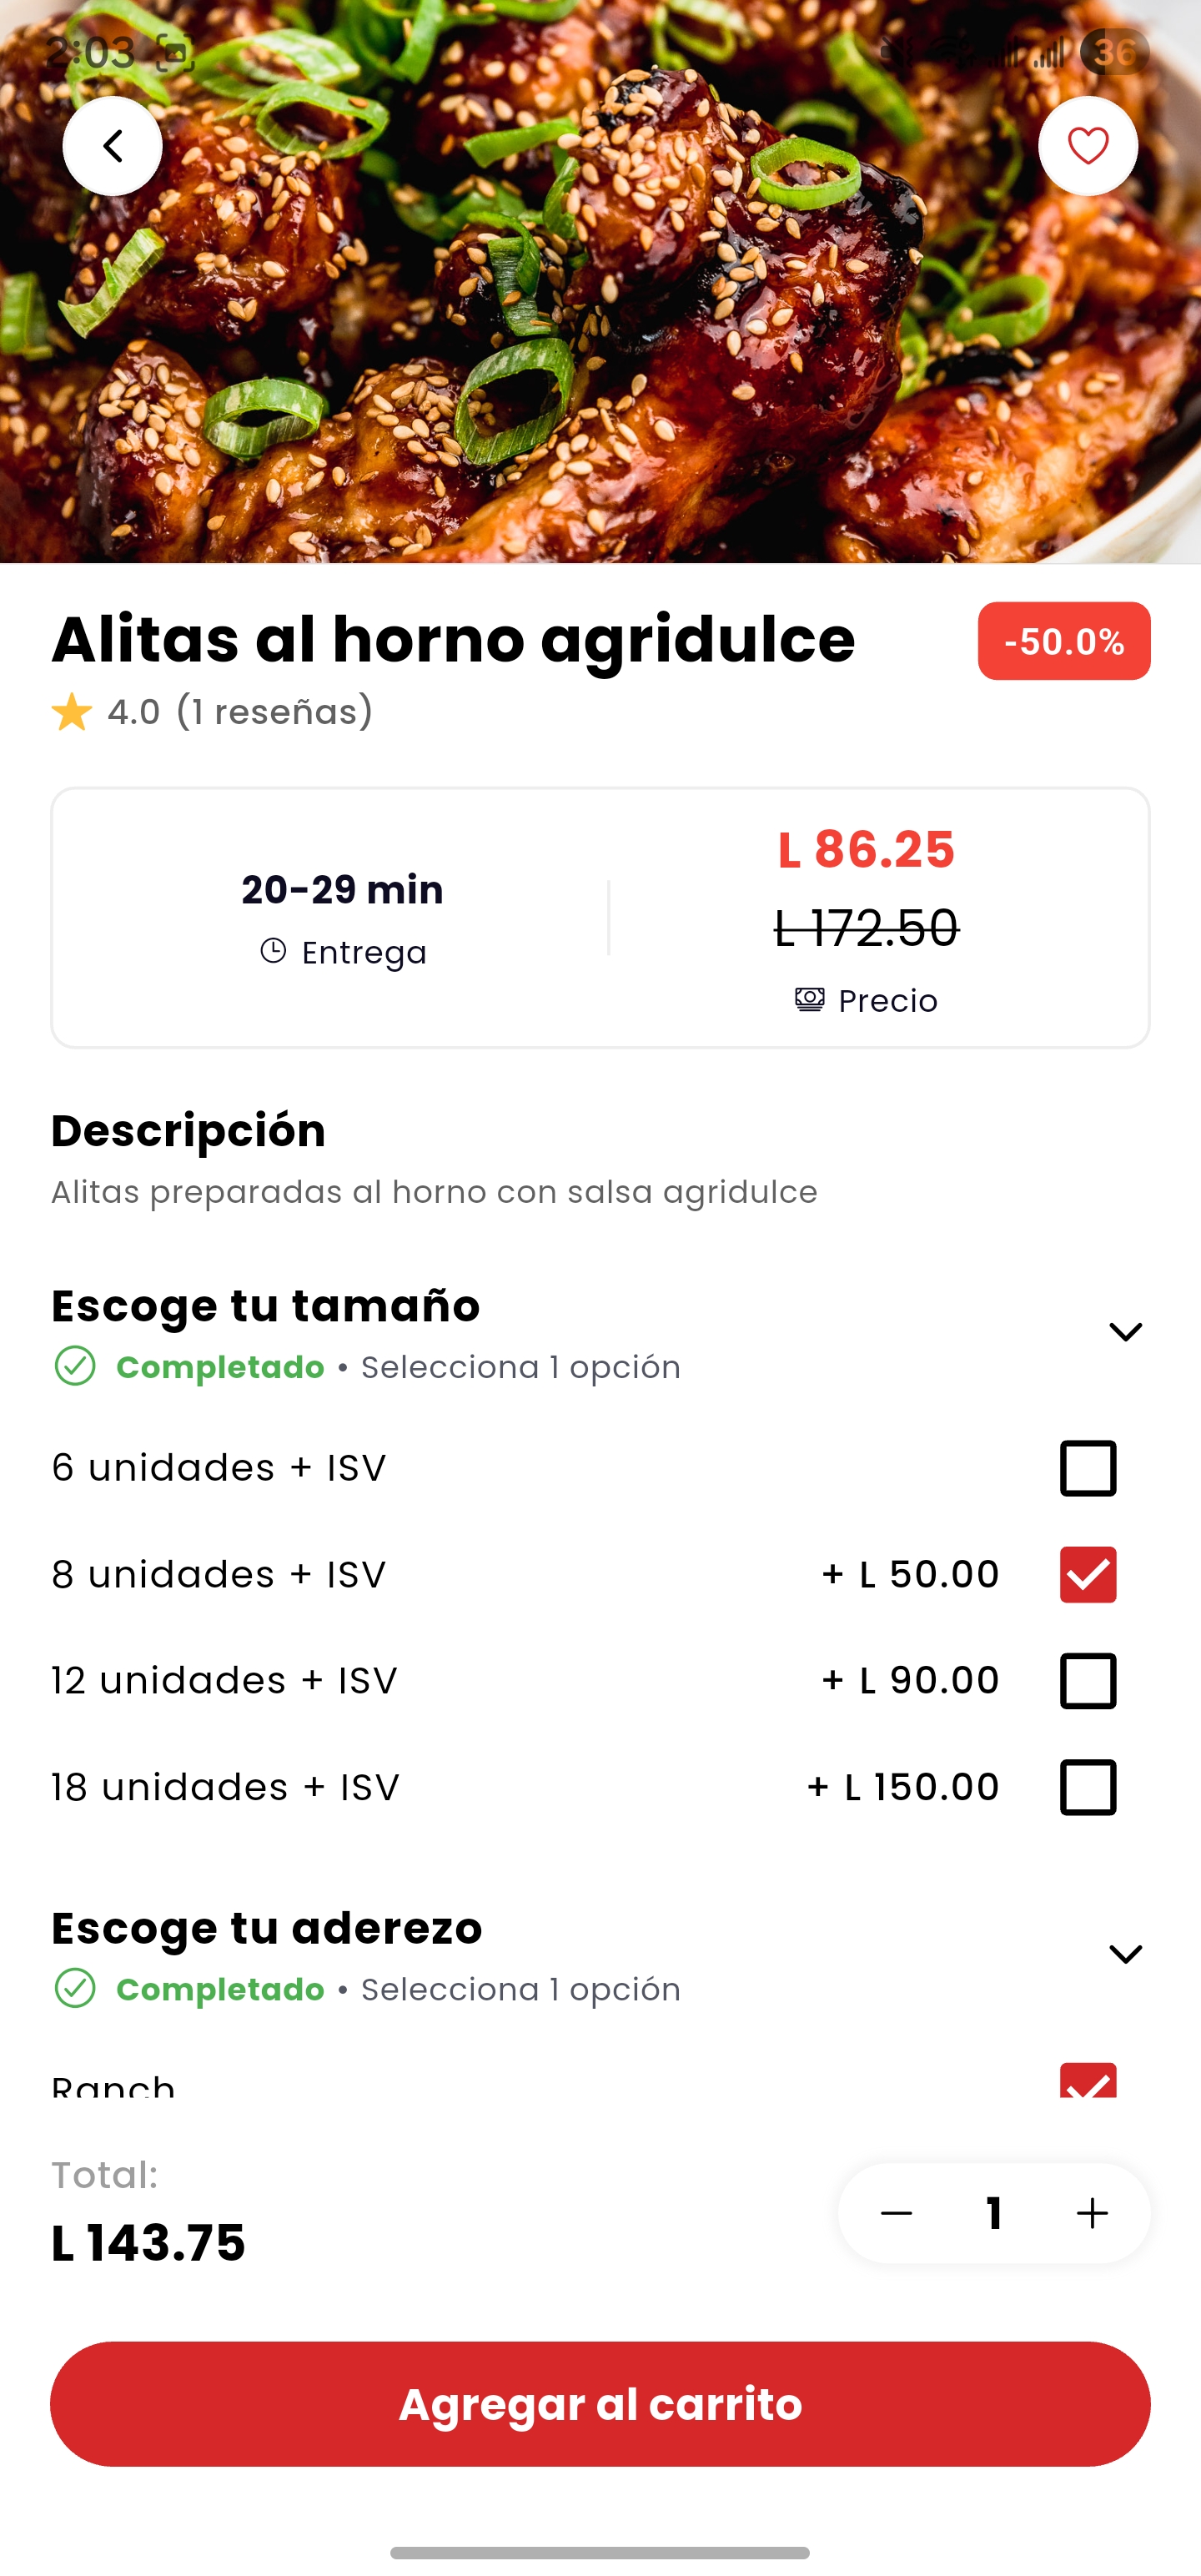 2:03
36
Alitas al horno agridulce
-50.0%
4.0 (1 reseñas)
20-29 min
Entrega
L 86.25
L 172.50
Precio
Descripción
Alitas preparadas al horno con salsa agridulce
Escoge tu tamaño
Completado • Selecciona 1 opción
6 unidades + ISV
8 unidades + ISV + L 50.00
12 unidades + ISV + L 90.00
18 unidades + ISV + L 150.00
Escoge tu aderezo
Completado • Selecciona 1 opción
Ranch
Total:
L 143.75
1
Agregar al carrito